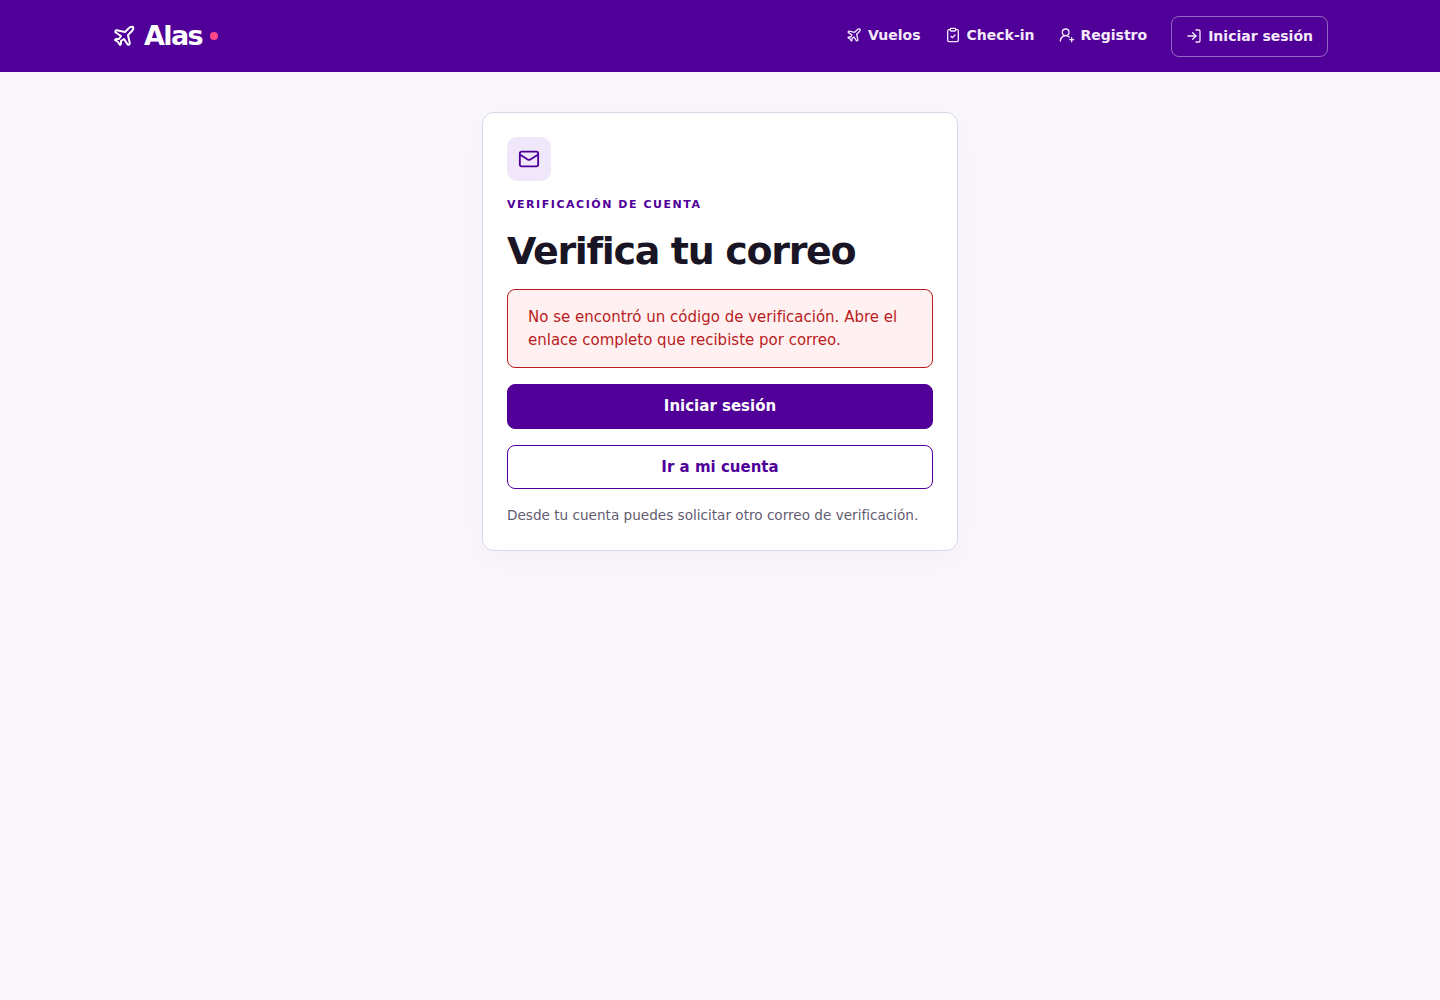 Alas
Vuelos
Check-in
Registro
Iniciar sesión
VERIFICACIÓN DE CUENTA
Verifica tu correo
No se encontró un código de verificación. Abre el
enlace completo que recibiste por correo.
Iniciar sesión
Ir a mi cuenta
Desde tu cuenta puedes solicitar otro correo de verificación.